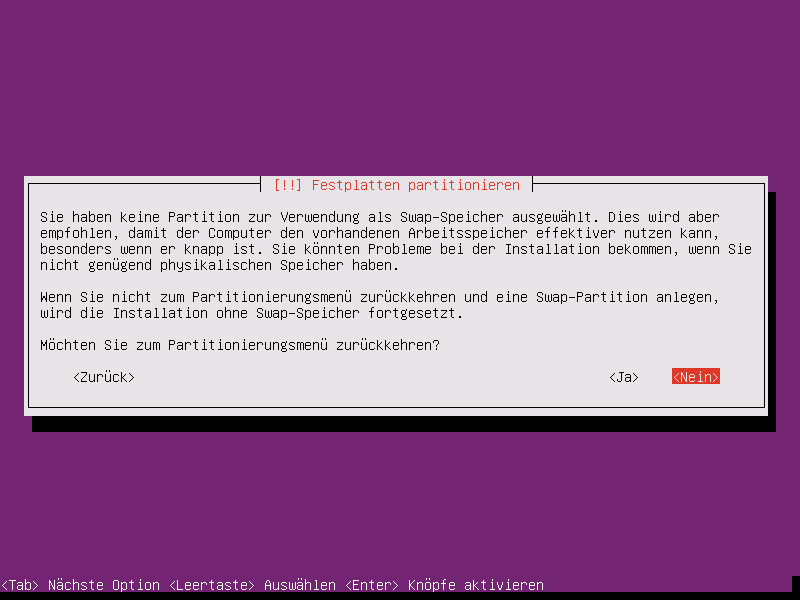 [!!] Festplatten partitionieren
Sie haben keine Partition zur Verwendung als Swap-Speicher ausgewählt. Dies wird aber
empfohlen, damit der Computer den vorhandenen Arbeitsspeicher effektiver nutzen kann,
besonders wenn er knapp ist. Sie könnten Probleme bei der Installation bekommen, wenn Sie
nicht genügend physikalischen Speicher haben.
Wenn Sie nicht zum Partitionierungsmenü zurückkehren und eine Swap-Partition anlegen,
wird die Installation ohne Swap-Speicher fortgesetzt.
Möchten Sie zum Partitionierungsmenü zurückkehren?
<Zurück> <Ja> <Nein>
<Tab> Nächste Option <Leertaste> Auswählen <Enter> Knöpfe aktivieren